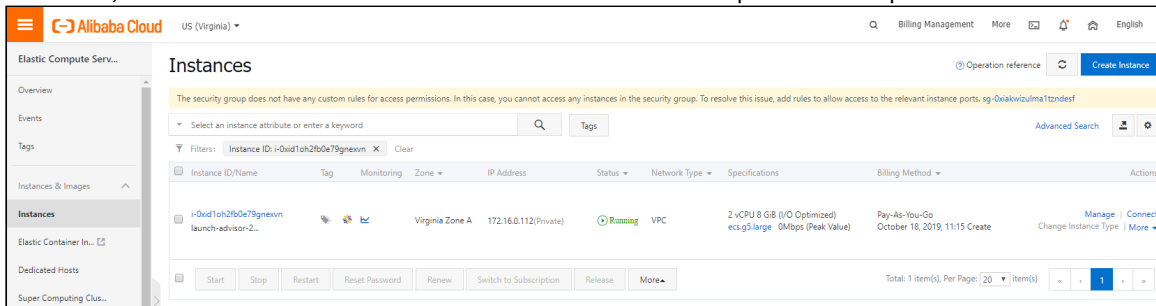 Alibaba Cloud US (Virginia) Billing Management More English
Elastic Compute Serv...
Overview
Events
Tags
Instances & Images
Instances
Elastic Container In...
Dedicated Hosts
Super Computing Clus...
Instances Operation reference Create Instance
The security group does not have any custom rules for access permissions. In this case, you cannot access any instances in the security group. To resolve this issue, add rules to allow access to the relevant instance ports. sg-0xiakwizulma1tzndesf
Select an instance attribute or enter a keyword Tags Advanced Search
Filters: Instance ID: i-0xid1oh2fb0e79gnexvn X Clear
Instance ID/Name Tag Monitoring Zone IP Address Status Network Type Specifications Billing Method Actions
i-0xid1oh2fb0e79gnexvn Virginia Zone A 172.16.0.112(Private) Running VPC 2 vCPU 8 GiB (I/O Optimized) Pay-As-You-Go Manage | Connect
launch-advisor-2... ecs.g5.large 0Mbps (Peak Value) October 18, 2019, 11:15 Create Change Instance Type | More
Start Stop Restart Reset Password Renew Switch to Subscription Release More Total: 1 item(s), Per Page: 20 item(s) « ‹ 1 › »